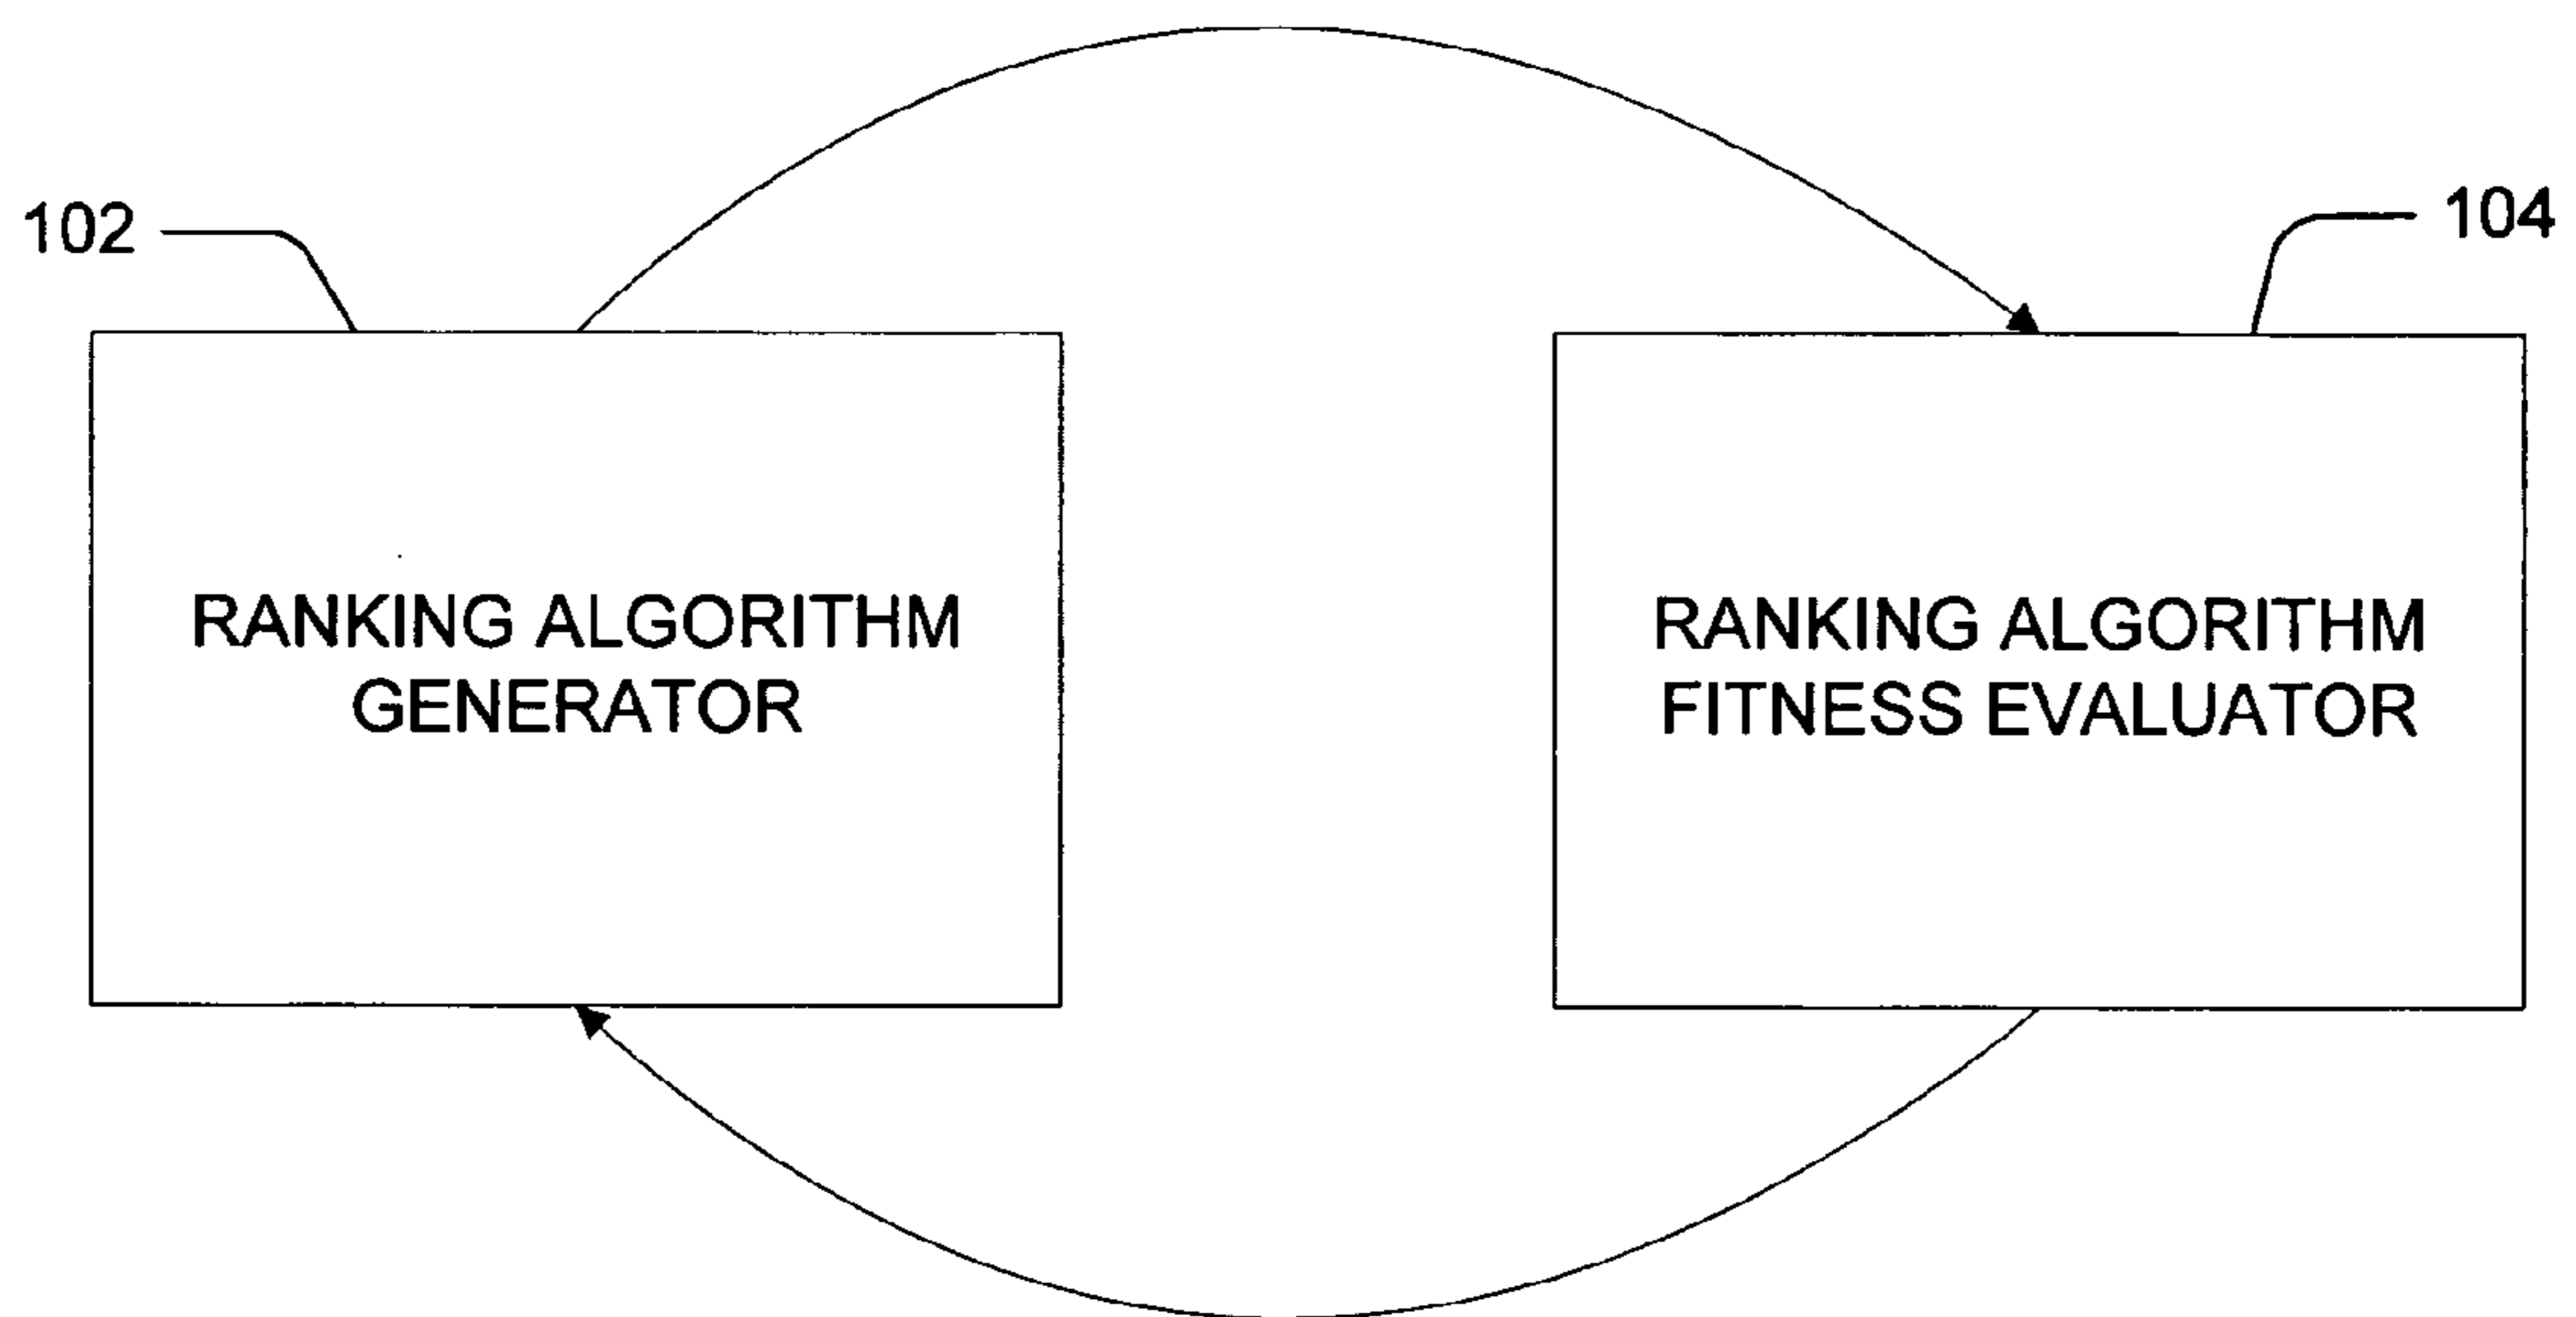 102
104
RANKING ALGORITHM
GENERATOR
RANKING ALGORITHM
FITNESS EVALUATOR